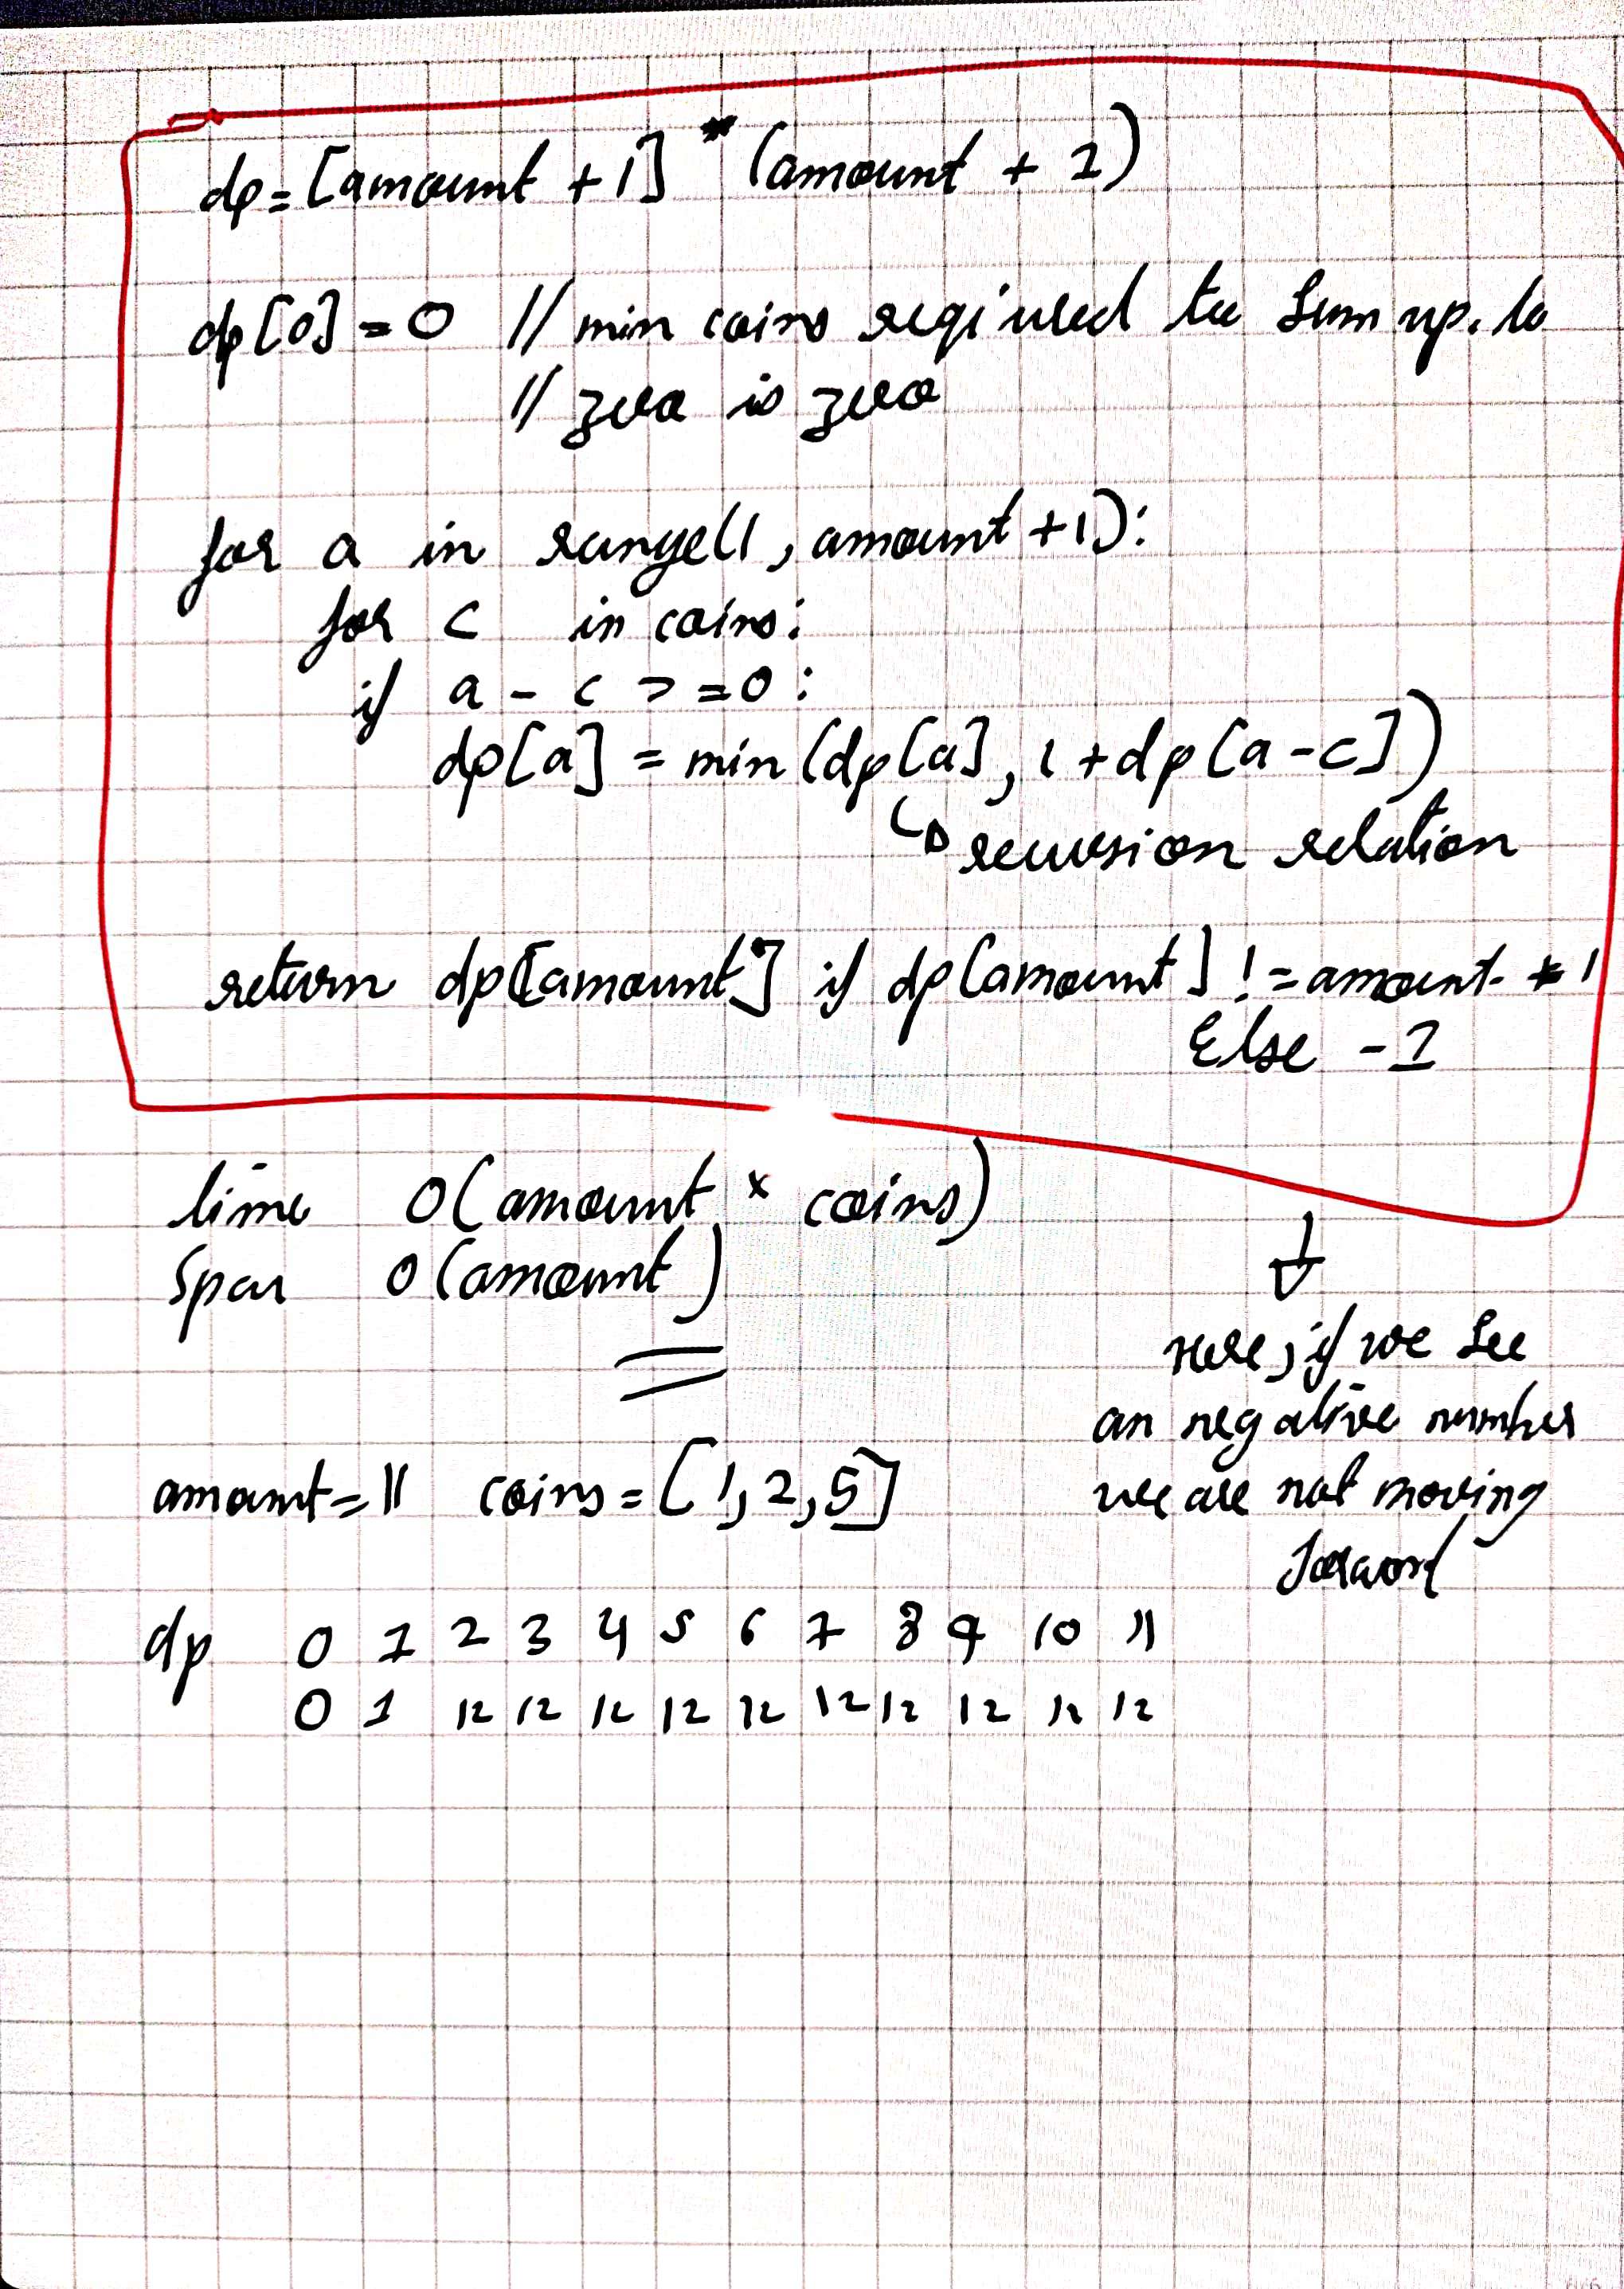 dp = [amount + 1] * (amount + 1)
dp[0] = 0 // min coins reqiured to sum up to
// zero is zero
for a in range(1, amount + 1):
for c in coins:
if a - c >= 0:
dp[a] = min(dp[a], 1 + dp[a - c])
↳ recursion relation
return dp[amount] if dp[amount] != amount + 1
Else -1
time O(amount × coins)
Space O(amount)
Here, if we see
an negative number
we are not moving
forword
amount = 11 coins = [1, 2, 5]
dp 0 1 2 3 4 5 6 7 8 9 10 11
0 1 12 12 12 12 12 12 12 12 12 12